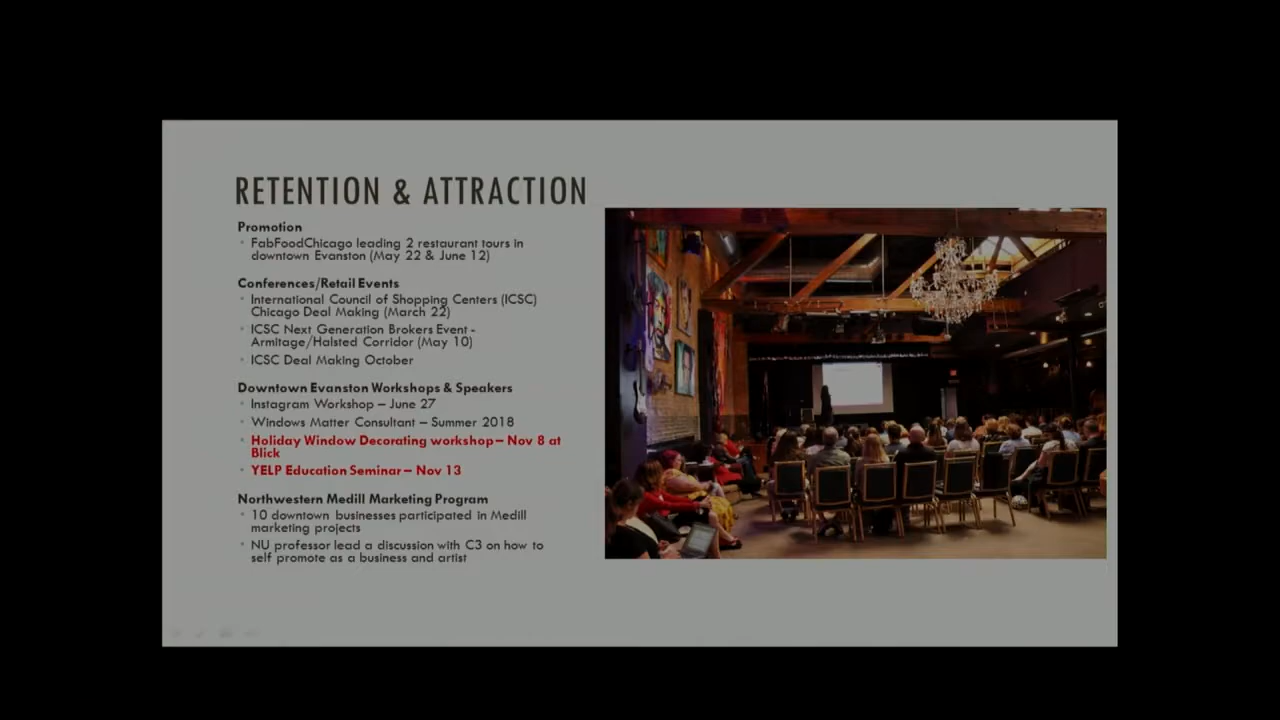 RETENTION & ATTRACTION
Promotion
FabFoodChicago leading 2 restaurant tours in
downtown Evanston (May 22 & June 12)
Conferences/Retail Events
International Council of Shopping Centers (ICSC)
Chicago Deal Making (March 22)
ICSC Next Generation Brokers Event -
Armitage/Halsted Corridor (May 10)
ICSC Deal Making October
Downtown Evanston Workshops & Speakers
Instagram Workshop – June 27
Windows Matter Consultant – Summer 2018
Holiday Window Decorating workshop – Nov 8 at
Blick
YELP Education Seminar – Nov 13
Northwestern Medill Marketing Program
10 downtown businesses participated in Medill
marketing projects
NU professor lead a discussion with C3 on how to
self promote as a business and artist